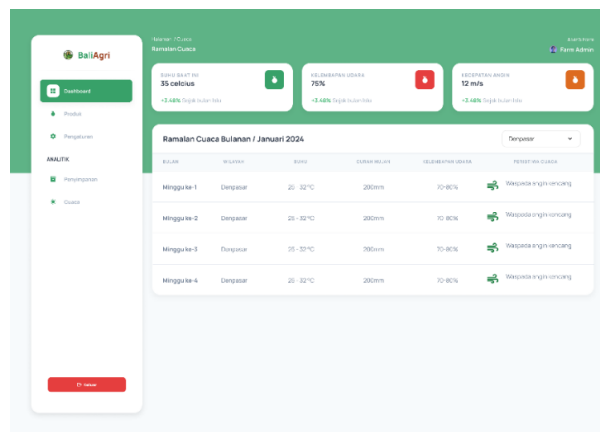 BaliAgri
Dashboard
Produk
Pengaturan
ANALITIK
Penyimpanan
Cuaca
Keluar
Halaman / Cuaca
Ramalan Cuaca
Farm Admin
SUHU SAAT INI
35 celcius
+3.48% Sejak bulan lalu
KELEMBAPAN UDARA
75%
+3.48% Sejak bulan lalu
KECEPATAN ANGIN
12 m/s
+3.48% Sejak bulan lalu
Ramalan Cuaca Bulanan / Januari 2024
Denpasar
BULAN WILAYAH SUHU CURAH HUJAN KELEMBAPAN UDARA PERISTIWA CUACA
Minggu ke-1 Denpasar 25 - 32°C 200mm 70-80% Waspada angin kencang
Minggu ke-2 Denpasar 25 - 32°C 200mm 70-80% Waspada angin kencang
Minggu ke-3 Denpasar 25 - 32°C 200mm 70-80% Waspada angin kencang
Minggu ke-4 Denpasar 25 - 32°C 200mm 70-80% Waspada angin kencang